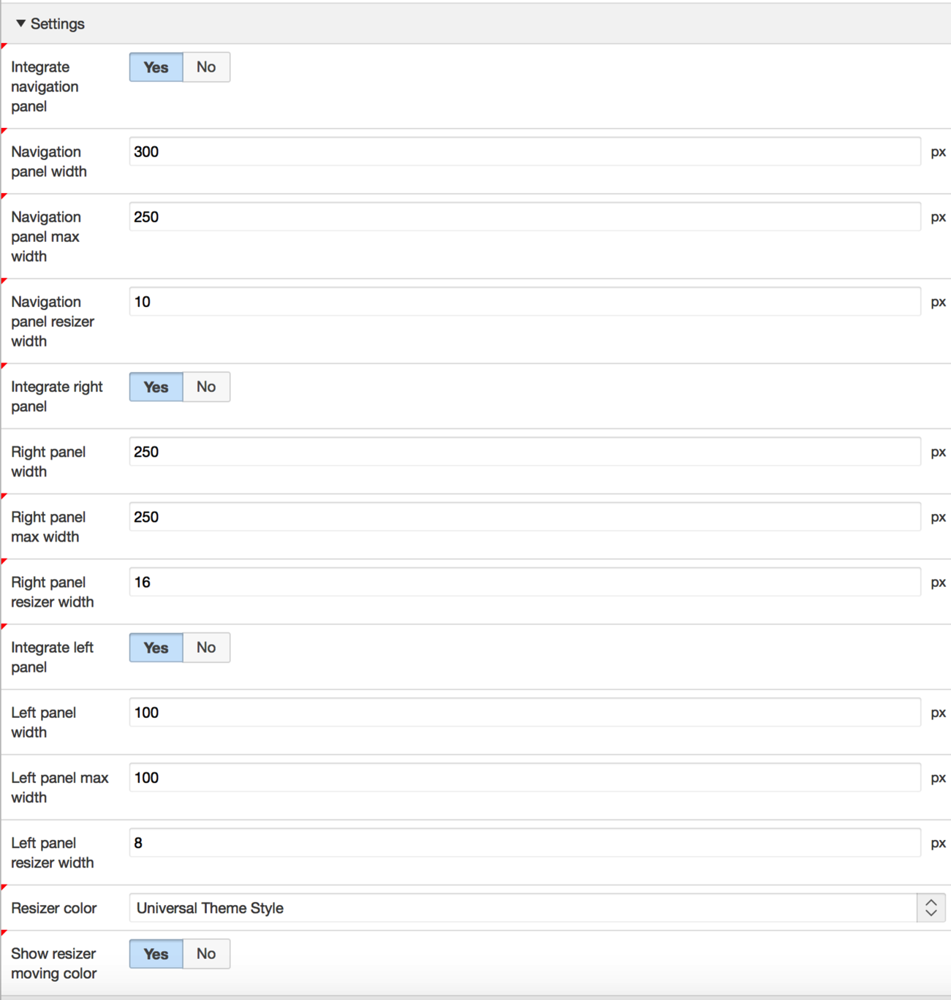 Settings
Integrate
navigation
panel
Yes No
Navigation
panel width
300 px
Navigation
panel max
width
250 px
Navigation
panel resizer
width
10 px
Integrate right
panel
Yes No
Right panel
width
250 px
Right panel
max width
250 px
Right panel
resizer width
16 px
Integrate left
panel
Yes No
Left panel
width
100 px
Left panel max
width
100 px
Left panel
resizer width
8 px
Resizer color
Universal Theme Style
Show resizer
moving color
Yes No